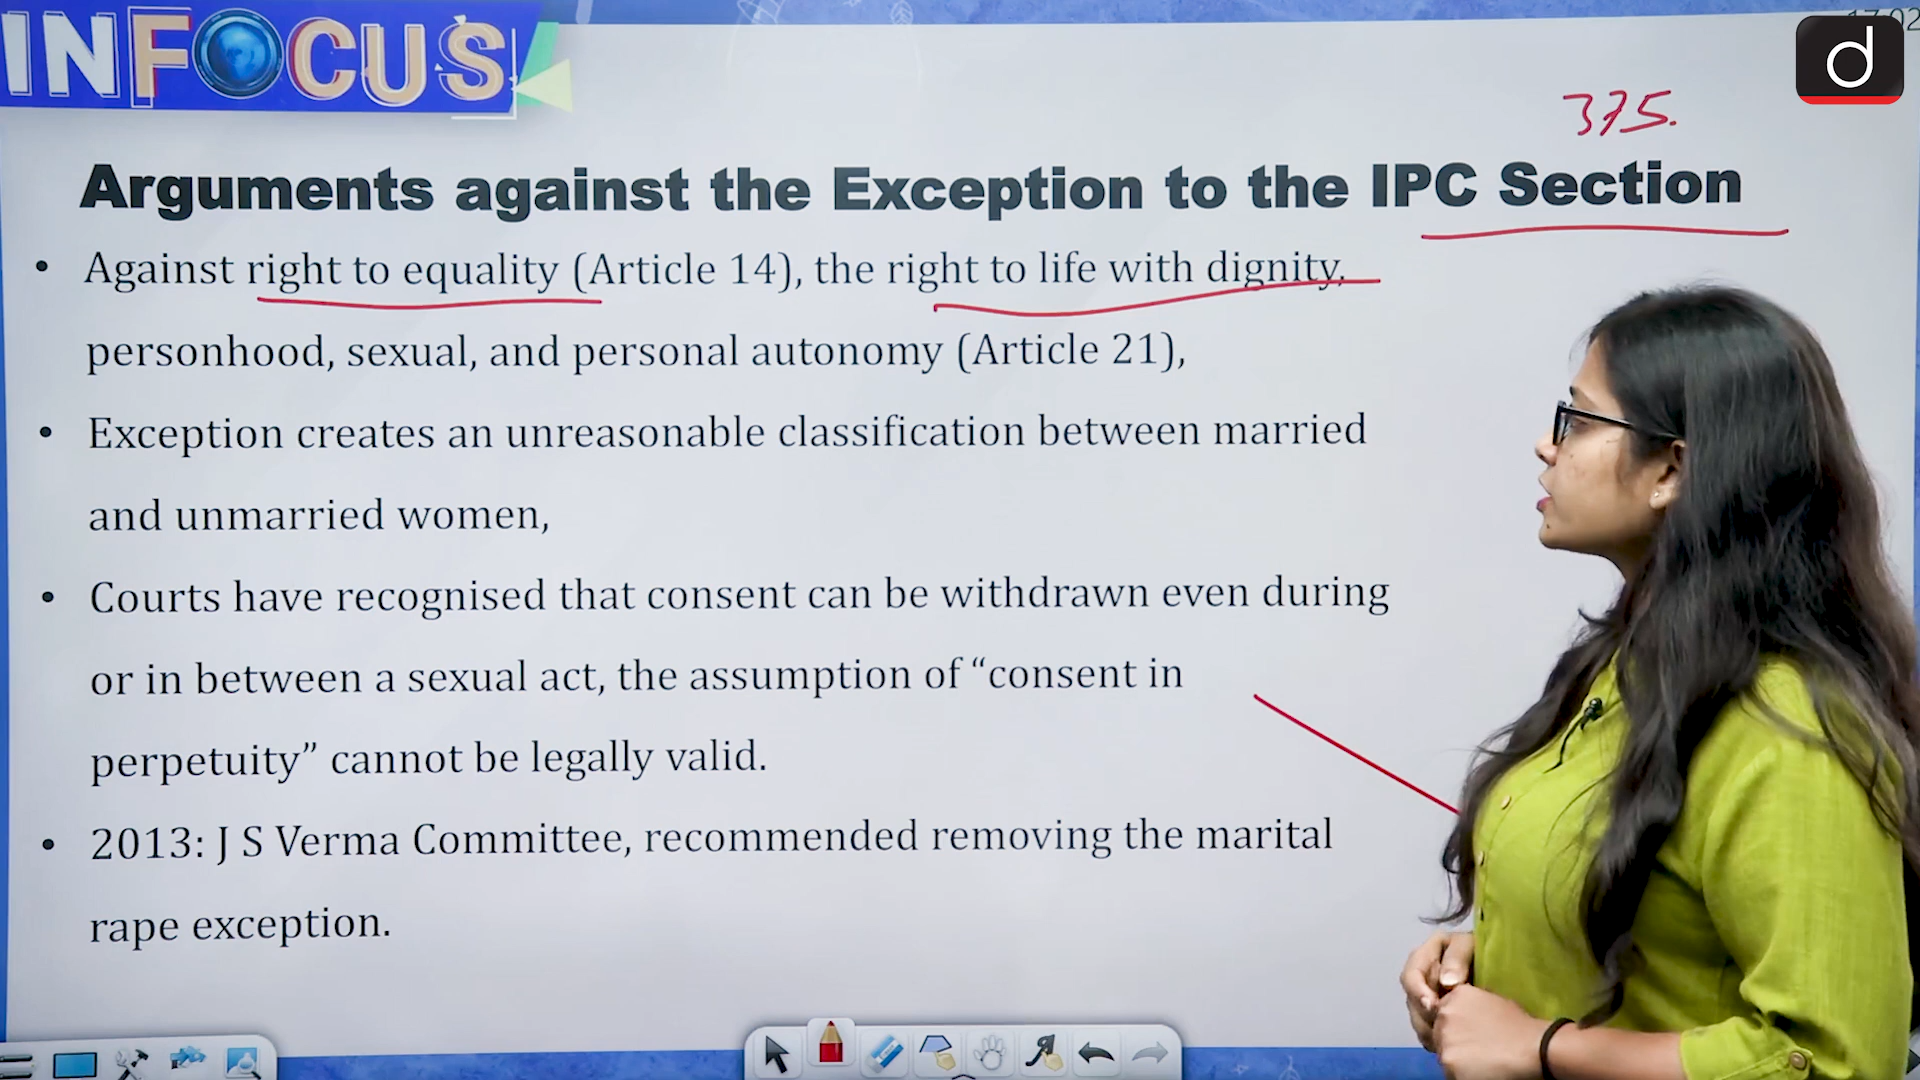 INFOCUS
17:02
d
375.
Arguments against the Exception to the IPC Section
• Against right to equality (Article 14), the right to life with dignity,
personhood, sexual, and personal autonomy (Article 21),
• Exception creates an unreasonable classification between married
and unmarried women,
• Courts have recognised that consent can be withdrawn even during
or in between a sexual act, the assumption of “consent in
perpetuity” cannot be legally valid.
• 2013: J S Verma Committee, recommended removing the marital
rape exception.